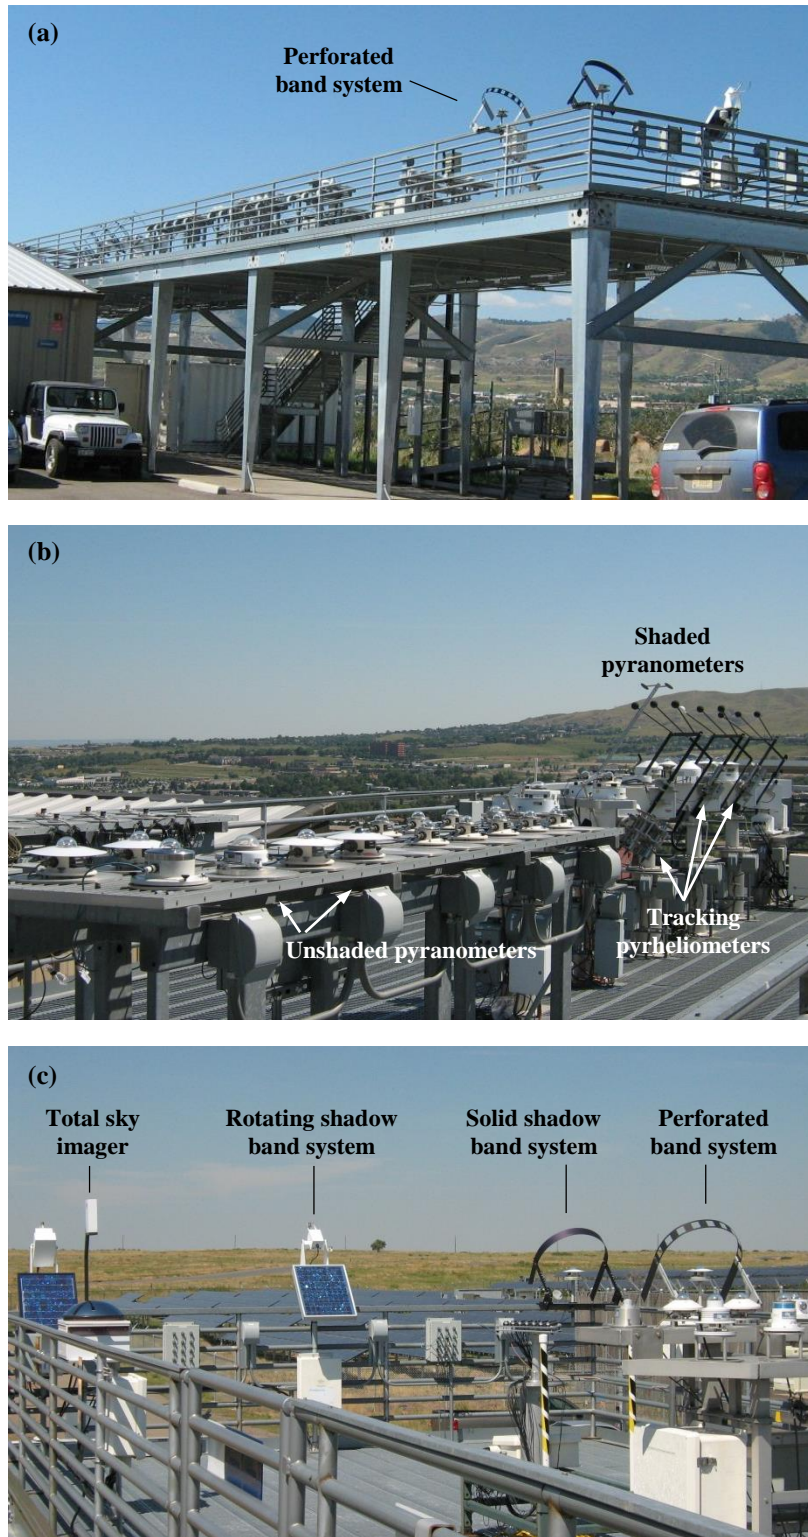 (a)
Perforated
band system
(b)
Shaded
pyranometers
Unshaded pyranometers
Tracking
pyrheliometers
(c)
Total sky
imager
Rotating shadow
band system
Solid shadow
band system
Perforated
band system